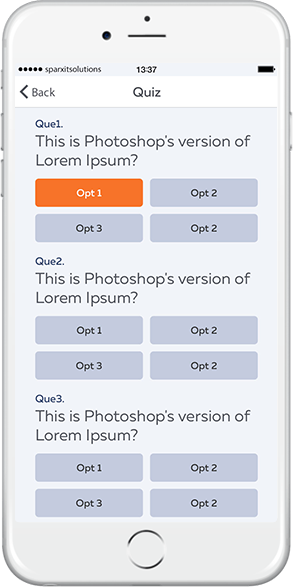 sparxitsolutions 13:37
Back Quiz
Que1.
This is Photoshop's version of
Lorem Ipsum?
Opt 1 Opt 2
Opt 3 Opt 2
Que2.
This is Photoshop's version of
Lorem Ipsum?
Opt 1 Opt 2
Opt 3 Opt 2
Que3.
This is Photoshop's version of
Lorem Ipsum?
Opt 1 Opt 2
Opt 3 Opt 2